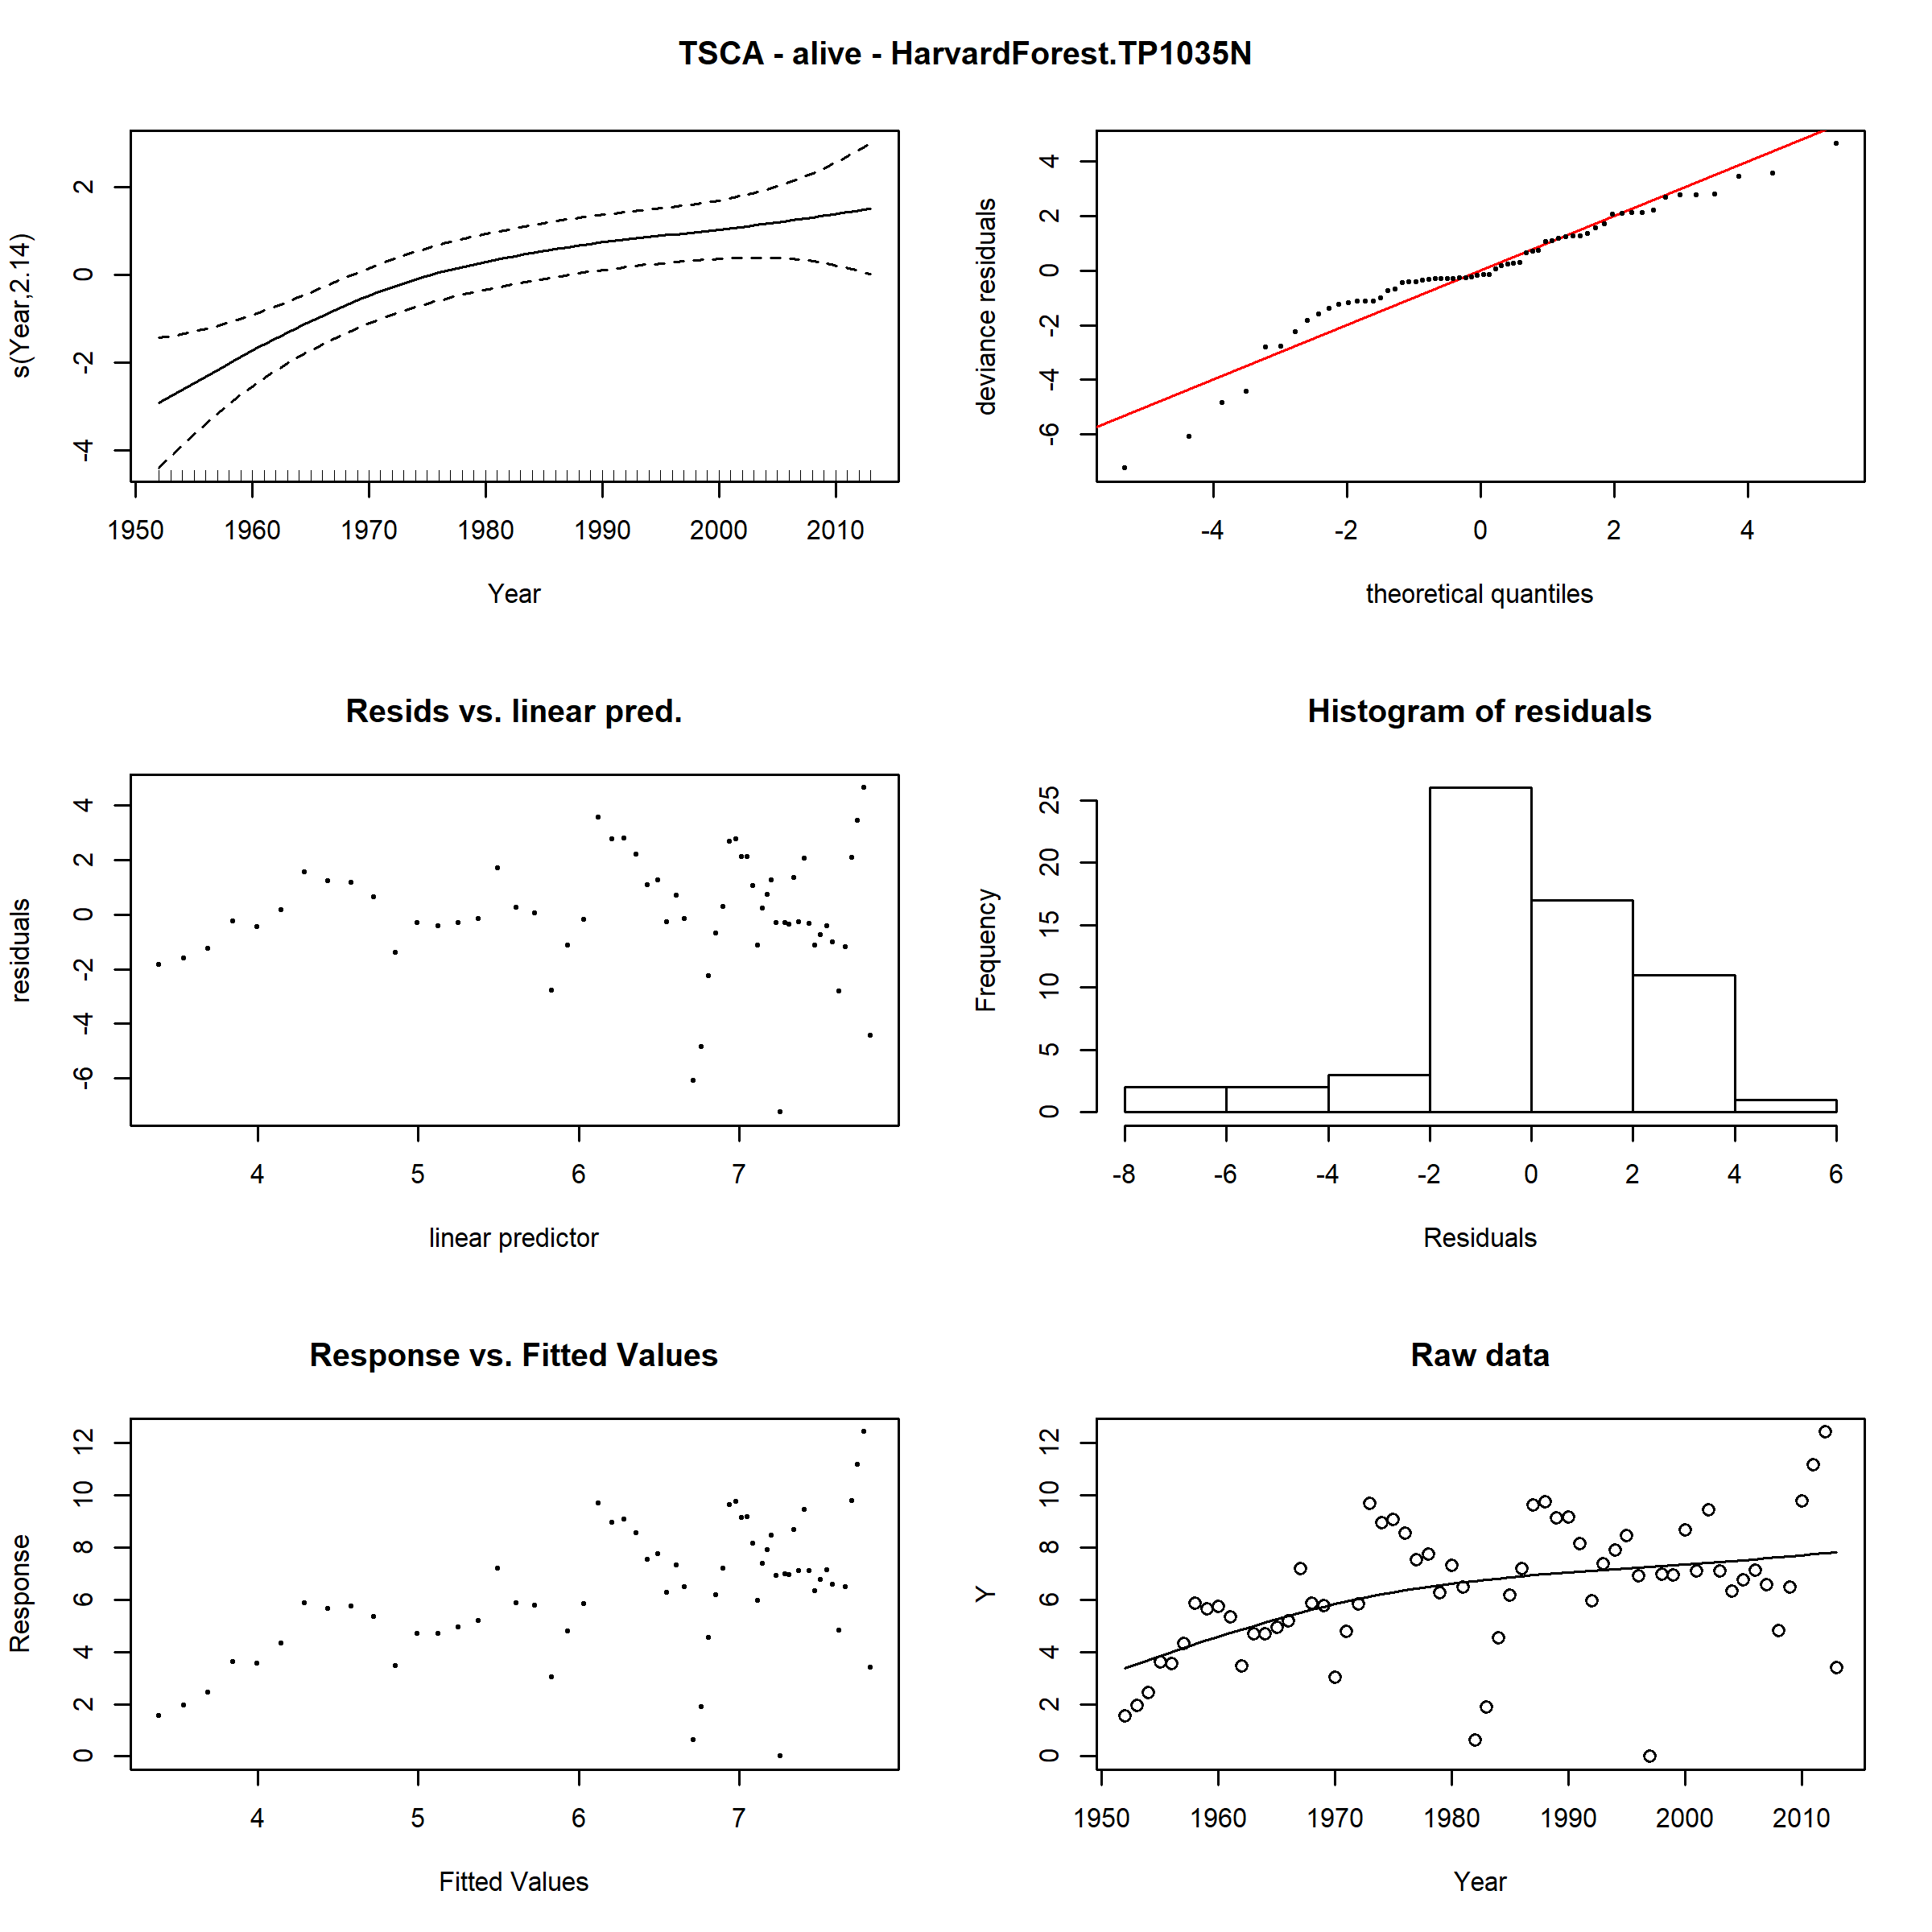 TSCA - alive - HarvardForest.TP1035N
s(Year,2.14)
2
0
-2
-4
1950 1960 1970 1980 1990 2000 2010
Year
deviance residuals
4
2
0
-2
-4
-6
-4 -2 0 2 4
theoretical quantiles
Resids vs. linear pred.
residuals
4
2
0
-2
-4
-6
4 5 6 7
linear predictor
Histogram of residuals
Frequency
25
20
15
10
5
0
-8 -6 -4 -2 0 2 4 6
Residuals
Response vs. Fitted Values
Response
12
10
8
6
4
2
0
4 5 6 7
Fitted Values
Raw data
Y
12
10
8
6
4
2
0
1950 1960 1970 1980 1990 2000 2010
Year